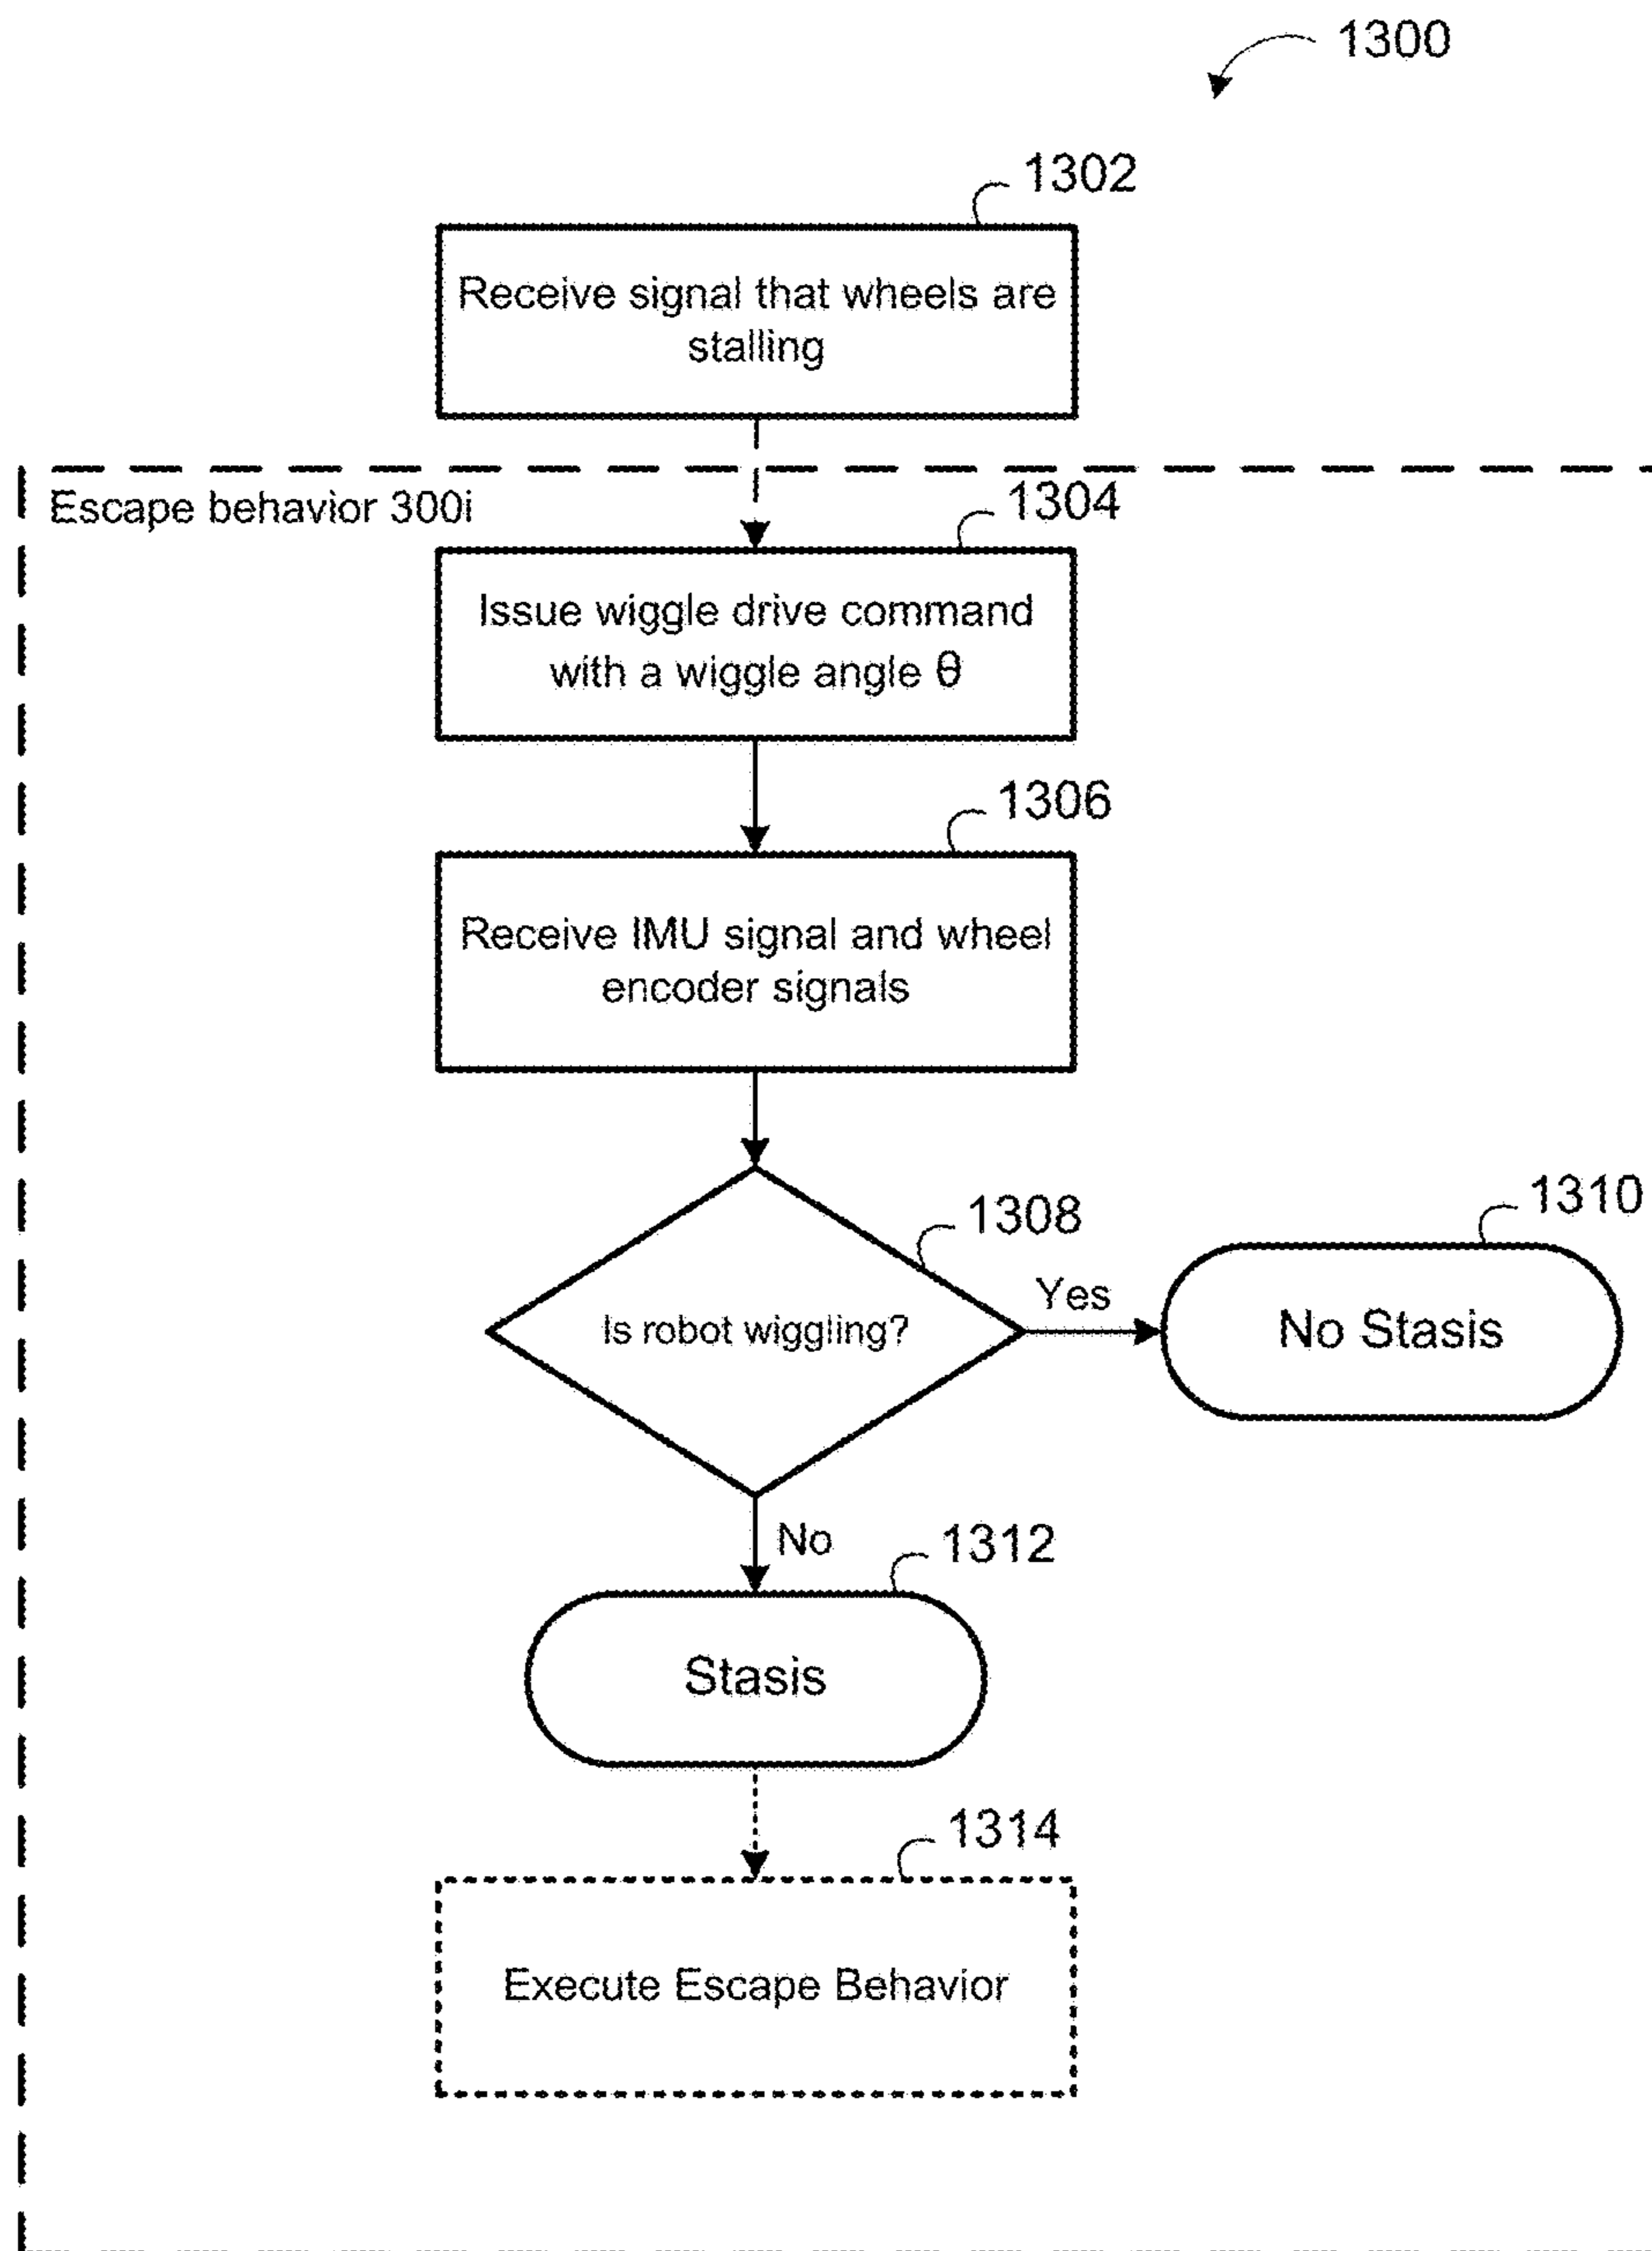 1300
1302
Receive signal that wheels are
stalling
Escape behavior 300i
1304
Issue wiggle drive command
with a wiggle angle θ
1306
Receive IMU signal and wheel
encoder signals
1308
1310
Is robot wiggling?
Yes
No Stasis
No
1312
Stasis
1314
Execute Escape Behavior